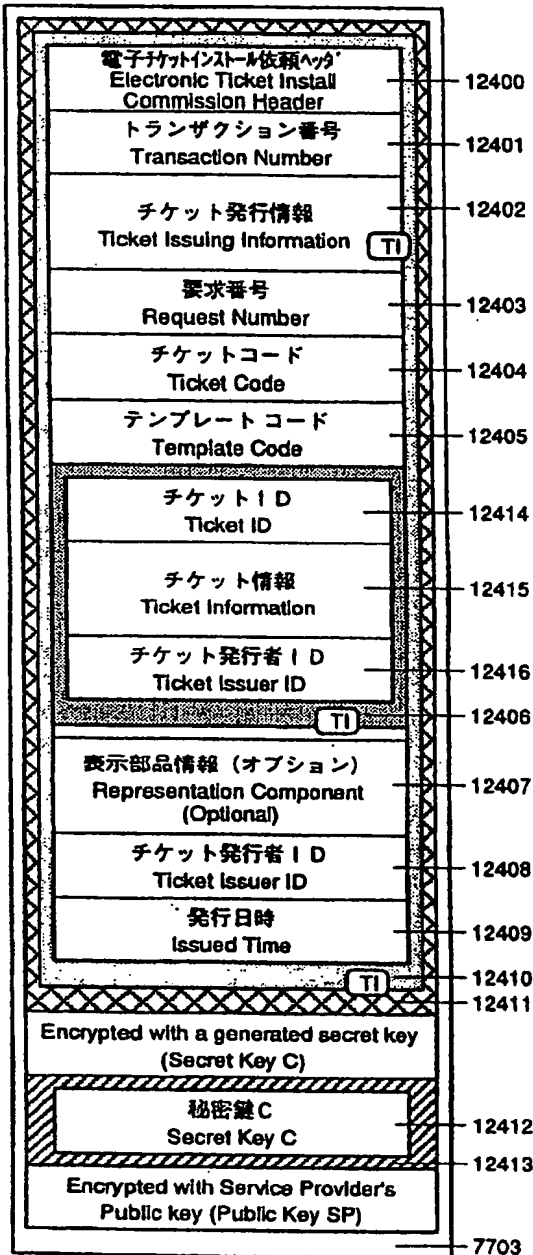 電子チケットインストール依頼ヘッダ
Electronic Ticket Install
Commission Header
12400
トランザクション番号
Transaction Number
12401
チケット発行情報
Ticket Issuing Information
TI
12402
要求番号
Request Number
12403
チケットコード
Ticket Code
12404
テンプレートコード
Template Code
12405
チケットID
Ticket ID
12414
チケット情報
Ticket Information
12415
チケット発行者ID
Ticket Issuer ID
12416
TI
12406
表示部品情報(オプション)
Representation Component
(Optional)
12407
チケット発行者ID
Ticket Issuer ID
12408
発行日時
Issued Time
12409
TI
12410
12411
Encrypted with a generated secret key
(Secret Key C)
秘密鍵C
Secret Key C
12412
12413
Encrypted with Service Provider's
Public key (Public Key SP)
7703